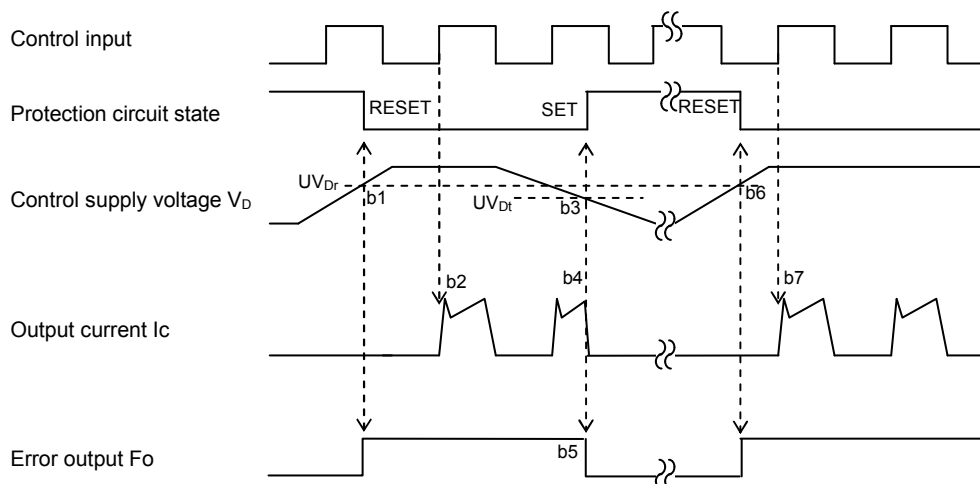 Control input
Protection circuit state
RESET
SET
RESET
Control supply voltage VD
UVDr
b1
UVDt
b3
b6
b2
b4
b7
Output current Ic
b5
Error output Fo